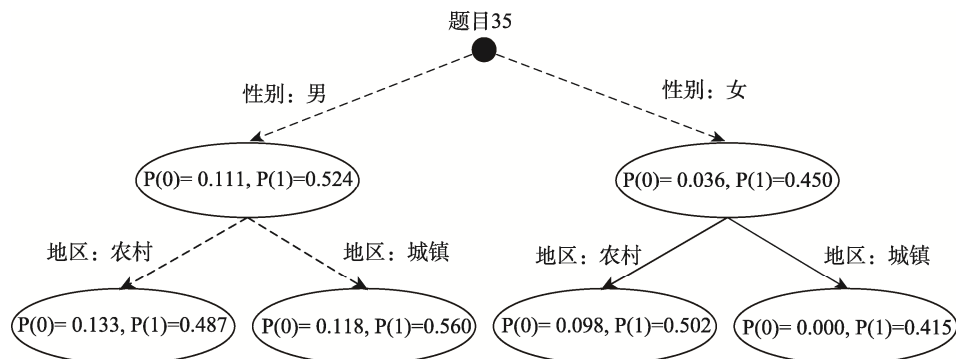 题目35
性别：男
性别：女
P(0)= 0.111, P(1)=0.524
P(0)= 0.036, P(1)=0.450
地区：农村
地区：城镇
地区：农村
地区：城镇
P(0)= 0.133, P(1)=0.487
P(0)= 0.118, P(1)=0.560
P(0)= 0.098, P(1)=0.502
P(0)= 0.000, P(1)=0.415